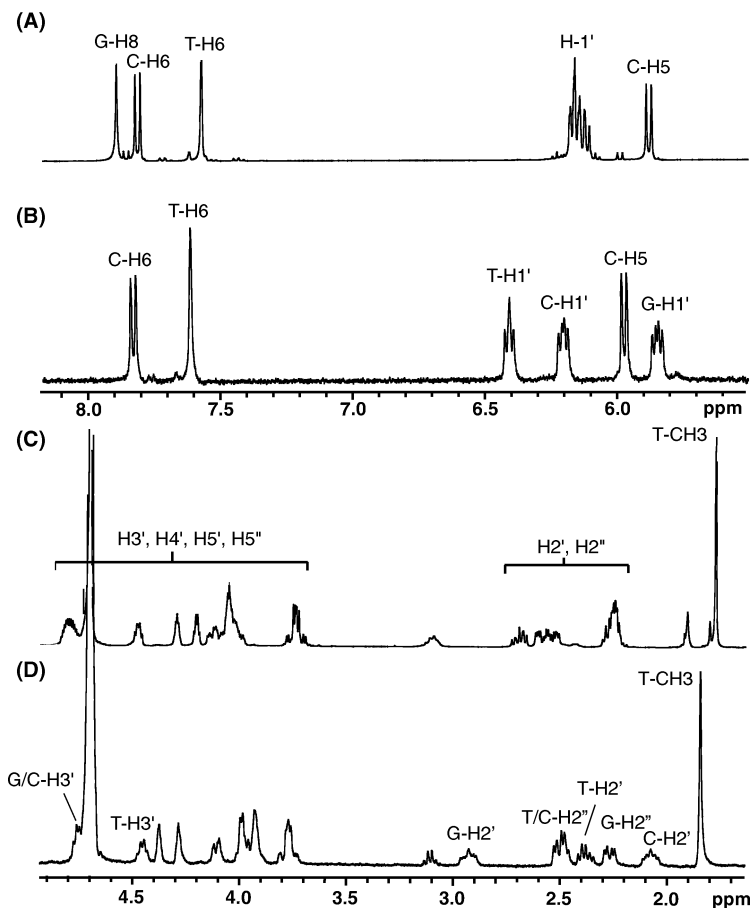 (A)
G-H8
C-H6
T-H6
H-1'
C-H5
(B)
C-H6
T-H6
T-H1'
C-H1'
C-H5
G-H1'
8.0 7.5 7.0 6.5 6.0 ppm
(C)
T-CH3
H3', H4', H5', H5"
H2', H2"
(D)
T-CH3
G/C-H3'
T-H3'
G-H2'
T/C-H2”
T-H2’
G-H2”
C-H2'
4.5 4.0 3.5 3.0 2.5 2.0 ppm